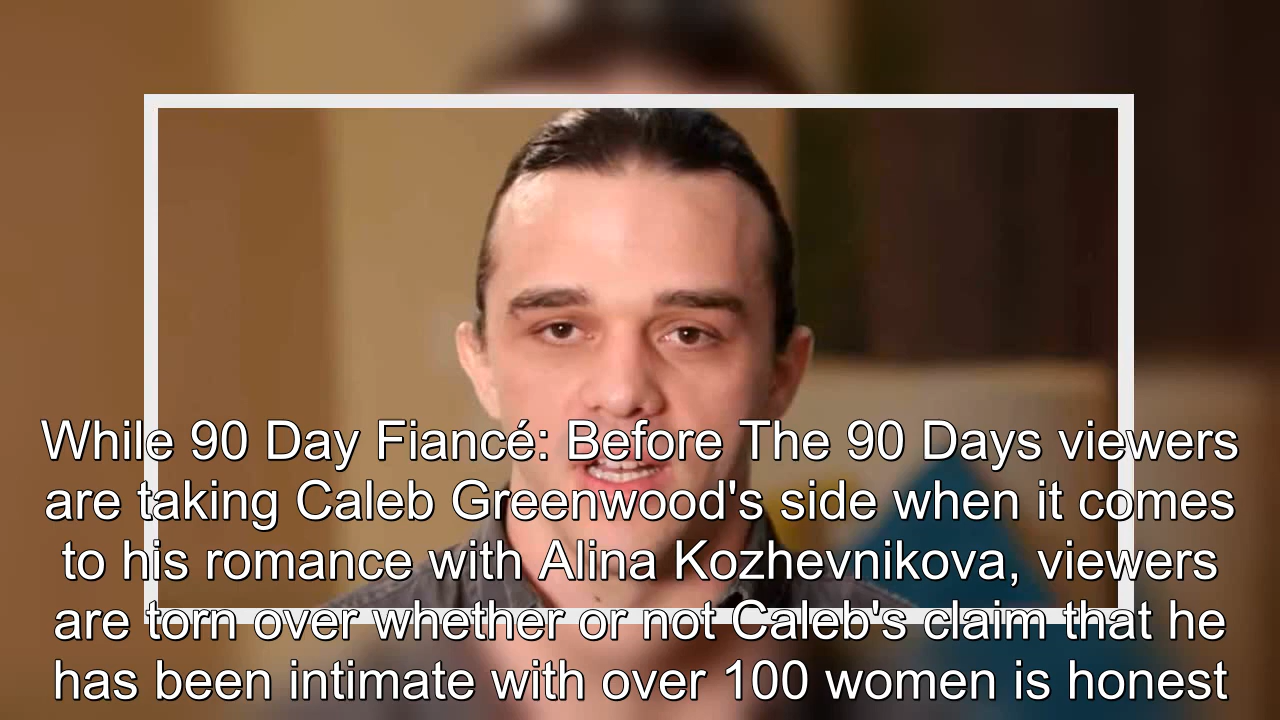 While 90 Day Fiancé: Before The 90 Days viewers
are taking Caleb Greenwood's side when it comes
to his romance with Alina Kozhevnikova, viewers
are torn over whether or not Caleb's claim that he
has been intimate with over 100 women is honest